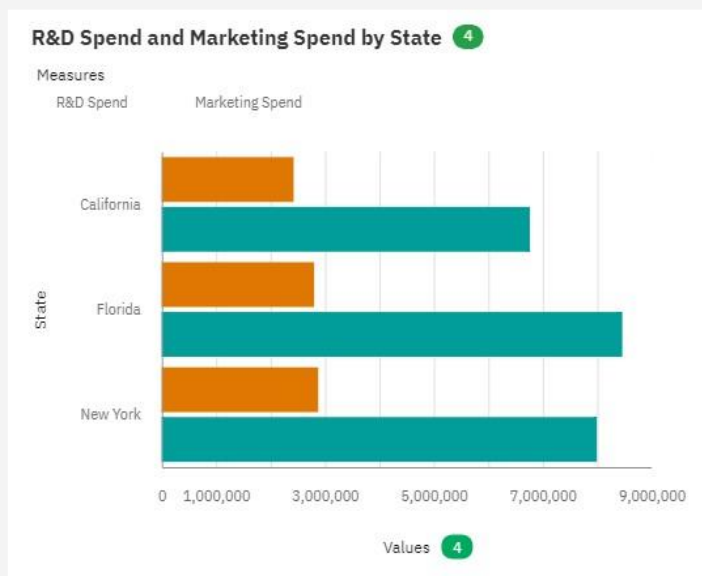 R&D Spend and Marketing Spend by State 4
Measures
R&D Spend Marketing Spend
California
Florida
New York
State
0 1,000,000 3,000,000 5,000,000 7,000,000 9,000,000
Values 4